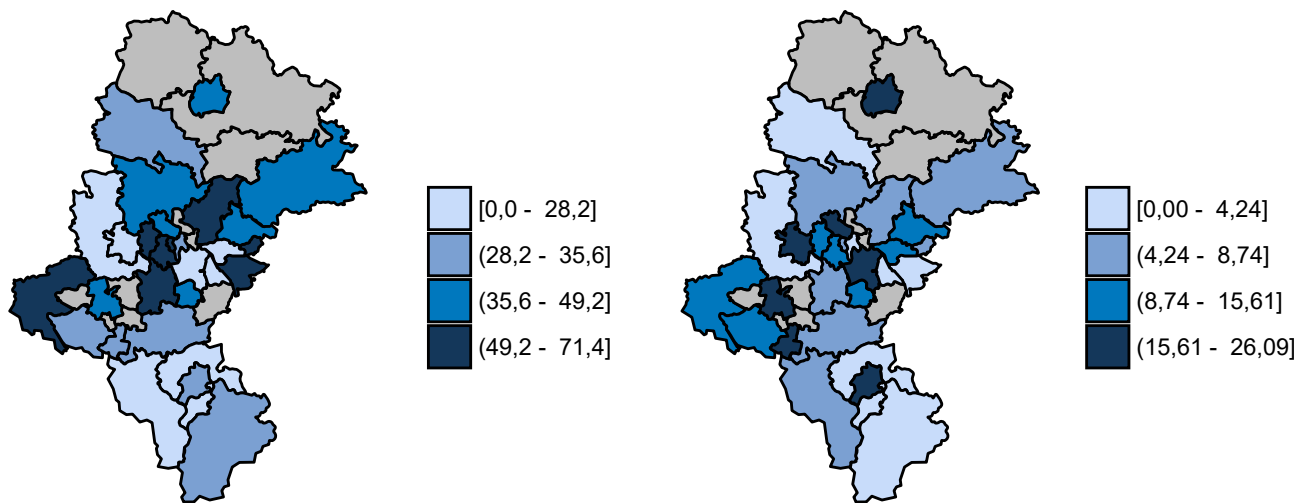 [0,0 - 28,2]
(28,2 - 35,6]
(35,6 - 49,2]
(49,2 - 71,4]
[0,00 - 4,24]
(4,24 - 8,74]
(8,74 - 15,61]
(15,61 - 26,09]